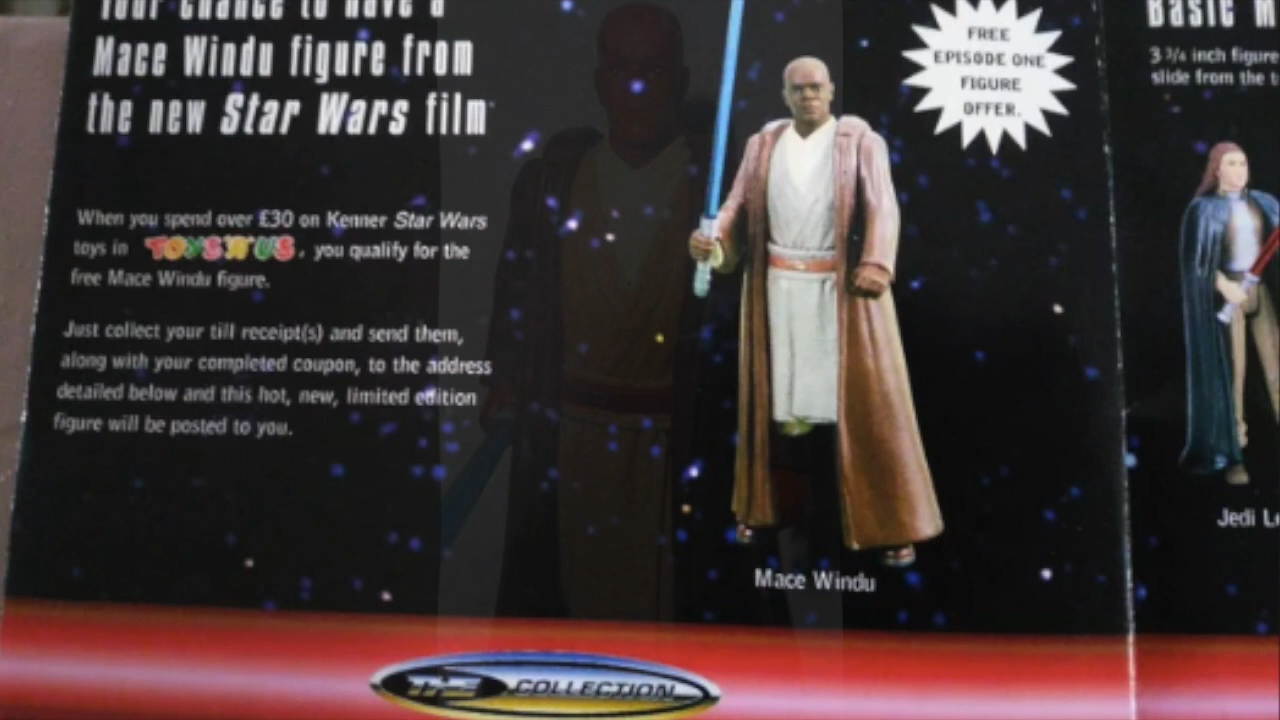 Your chance to have a
Mace Windu figure from
the new Star Wars film
When you spend over £30 on Kenner Star Wars
toys in TOYS R US, you qualify for the
free Mace Windu figure.
Just collect your till receipt(s) and send them,
along with your completed coupon, to the address
detailed below and this hot, new, limited edition
figure will be posted to you.
FREE
EPISODE ONE
FIGURE
OFFER.
Mace Windu
COLLECTION
Basic
3 3/4 inch figure
slide from the
Jedi